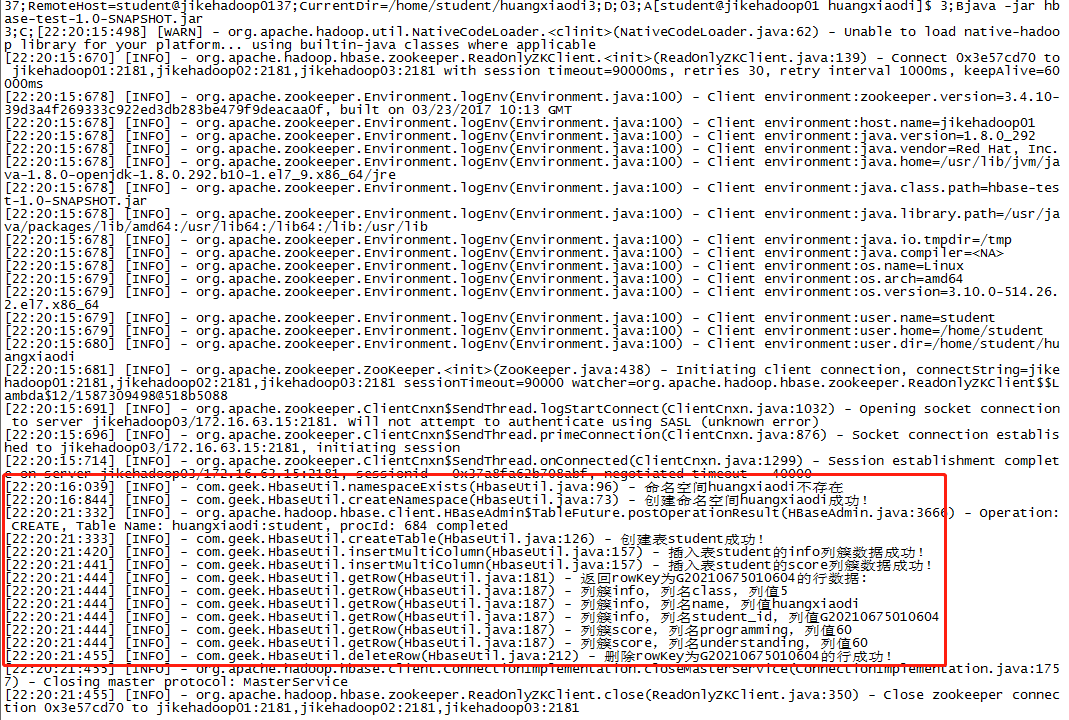 37;RemoteHost=student@jikehadoop0137;CurrentDir=/home/student/huangxiaodi3;D;03;A[student@jikehadoop01 huangxiaodi]$ 3;Bjava -jar hb
ase-test-1.0-SNAPSHOT.jar
3;C;[22:20:15:498] [WARN] - org.apache.hadoop.util.NativeCodeLoader.<clinit>(NativeCodeLoader.java:62) - Unable to load native-hadoo
p library for your platform... using builtin-java classes where applicable
[22:20:15:670] [INFO] - org.apache.hadoop.hbase.zookeeper.ReadOnlyZKClient.<init>(ReadOnlyZKClient.java:139) - Connect 0x3e57cd70 to
 jikehadoop01:2181,jikehadoop02:2181,jikehadoop03:2181 with session timeout=90000ms, retries 30, retry interval 1000ms, keepAlive=60
000ms
[22:20:15:678] [INFO] - org.apache.zookeeper.Environment.logEnv(Environment.java:100) - Client environment:zookeeper.version=3.4.10-
39d3a4f269333c922ed3db283be479f9deacaa0f, built on 03/23/2017 10:13 GMT
[22:20:15:678] [INFO] - org.apache.zookeeper.Environment.logEnv(Environment.java:100) - Client environment:host.name=jikehadoop01
[22:20:15:678] [INFO] - org.apache.zookeeper.Environment.logEnv(Environment.java:100) - Client environment:java.version=1.8.0_292
[22:20:15:678] [INFO] - org.apache.zookeeper.Environment.logEnv(Environment.java:100) - Client environment:java.vendor=Red Hat, Inc.
[22:20:15:678] [INFO] - org.apache.zookeeper.Environment.logEnv(Environment.java:100) - Client environment:java.home=/usr/lib/jvm/ja
va-1.8.0-openjdk-1.8.0.292.b10-1.el7_9.x86_64/jre
[22:20:15:678] [INFO] - org.apache.zookeeper.Environment.logEnv(Environment.java:100) - Client environment:java.class.path=hbase-tes
t-1.0-SNAPSHOT.jar
[22:20:15:678] [INFO] - org.apache.zookeeper.Environment.logEnv(Environment.java:100) - Client environment:java.library.path=/usr/ja
va/packages/lib/amd64:/usr/lib64:/lib64:/lib:/usr/lib
[22:20:15:678] [INFO] - org.apache.zookeeper.Environment.logEnv(Environment.java:100) - Client environment:java.io.tmpdir=/tmp
[22:20:15:678] [INFO] - org.apache.zookeeper.Environment.logEnv(Environment.java:100) - Client environment:java.compiler=<NA>
[22:20:15:678] [INFO] - org.apache.zookeeper.Environment.logEnv(Environment.java:100) - Client environment:os.name=Linux
[22:20:15:679] [INFO] - org.apache.zookeeper.Environment.logEnv(Environment.java:100) - Client environment:os.arch=amd64
[22:20:15:679] [INFO] - org.apache.zookeeper.Environment.logEnv(Environment.java:100) - Client environment:os.version=3.10.0-514.26.
2.el7.x86_64
[22:20:15:679] [INFO] - org.apache.zookeeper.Environment.logEnv(Environment.java:100) - Client environment:user.name=student
[22:20:15:679] [INFO] - org.apache.zookeeper.Environment.logEnv(Environment.java:100) - Client environment:user.home=/home/student
[22:20:15:680] [INFO] - org.apache.zookeeper.Environment.logEnv(Environment.java:100) - Client environment:user.dir=/home/student/hu
angxiaodi
[22:20:15:681] [INFO] - org.apache.zookeeper.ZooKeeper.<init>(ZooKeeper.java:438) - Initiating client connection, connectString=jike
hadoop01:2181,jikehadoop02:2181,jikehadoop03:2181 sessionTimeout=90000 watcher=org.apache.hadoop.hbase.zookeeper.ReadOnlyZKClient$$L
ambda$12/1587309498@518b5088
[22:20:15:691] [INFO] - org.apache.zookeeper.ClientCnxn$SendThread.logStartConnect(ClientCnxn.java:1032) - Opening socket connection
 to server jikehadoop03/172.16.63.15:2181. Will not attempt to authenticate using SASL (unknown error)
[22:20:15:696] [INFO] - org.apache.zookeeper.ClientCnxn$SendThread.primeConnection(ClientCnxn.java:876) - Socket connection establis
hed to jikehadoop03/172.16.63.15:2181, initiating session
[22:20:15:714] [INFO] - org.apache.zookeeper.ClientCnxn$SendThread.onConnected(ClientCnxn.java:1299) - Session establishment complet
e on server jikehadoop03/172.16.63.15:2181, sessionid = 0x37a8fa62b708abf, negotiated timeout = 40000
[22:20:16:039] [INFO] - com.geek.HbaseUtil.namespaceExists(HbaseUtil.java:96) - 命名空间huangxiaodi不存在
[22:20:16:844] [INFO] - com.geek.HbaseUtil.createNamespace(HbaseUtil.java:73) - 创建命名空间huangxiaodi成功！
[22:20:21:332] [INFO] - org.apache.hadoop.hbase.client.HBaseAdmin$TableFuture.postOperationResult(HBaseAdmin.java:3666) - Operation:
 CREATE, Table Name: huangxiaodi:student, procId: 684 completed
[22:20:21:333] [INFO] - com.geek.HbaseUtil.createTable(HbaseUtil.java:126) - 创建表student成功！
[22:20:21:420] [INFO] - com.geek.HbaseUtil.insertMultiColumn(HbaseUtil.java:157) - 插入表student的info列簇数据成功！
[22:20:21:441] [INFO] - com.geek.HbaseUtil.insertMultiColumn(HbaseUtil.java:157) - 插入表student的score列簇数据成功！
[22:20:21:444] [INFO] - com.geek.HbaseUtil.getRow(HbaseUtil.java:181) - 返回rowKey为G20210675010604的行数据：
[22:20:21:444] [INFO] - com.geek.HbaseUtil.getRow(HbaseUtil.java:187) - 列簇info, 列名class, 列值5
[22:20:21:444] [INFO] - com.geek.HbaseUtil.getRow(HbaseUtil.java:187) - 列簇info, 列名name, 列值huangxiaodi
[22:20:21:444] [INFO] - com.geek.HbaseUtil.getRow(HbaseUtil.java:187) - 列簇info, 列名student_id, 列值G20210675010604
[22:20:21:444] [INFO] - com.geek.HbaseUtil.getRow(HbaseUtil.java:187) - 列簇score, 列名programming, 列值60
[22:20:21:444] [INFO] - com.geek.HbaseUtil.getRow(HbaseUtil.java:187) - 列簇score, 列名understanding, 列值60
[22:20:21:455] [INFO] - com.geek.HbaseUtil.deleteRow(HbaseUtil.java:212) - 删除rowKey为G20210675010604的行成功！
[22:20:21:455] [INFO] - org.apache.hadoop.hbase.client.ConnectionImplementation.closeMasterService(ConnectionImplementation.java:175
7) - Closing master protocol: MasterService
[22:20:21:455] [INFO] - org.apache.hadoop.hbase.zookeeper.ReadOnlyZKClient.close(ReadOnlyZKClient.java:350) - Close zookeeper connec
tion 0x3e57cd70 to jikehadoop01:2181,jikehadoop02:2181,jikehadoop03:2181